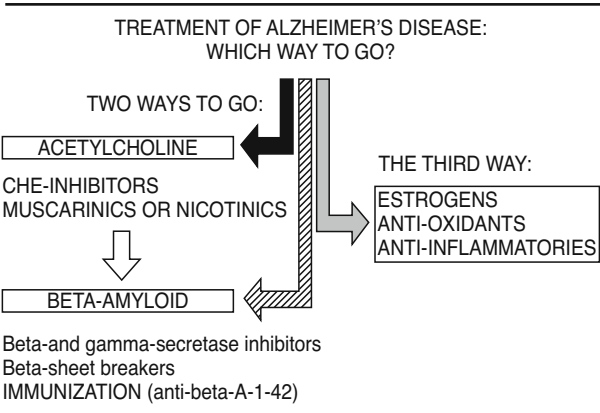 TREATMENT OF ALZHEIMER'S DISEASE:
WHICH WAY TO GO?
TWO WAYS TO GO:
ACETYLCHOLINE
CHE-INHIBITORS
MUSCARINICS OR NICOTINICS
BETA-AMYLOID
Beta-and gamma-secretase inhibitors
Beta-sheet breakers
IMMUNIZATION (anti-beta-A-1-42)
THE THIRD WAY:
ESTROGENS
ANTI-OXIDANTS
ANTI-INFLAMMATORIES